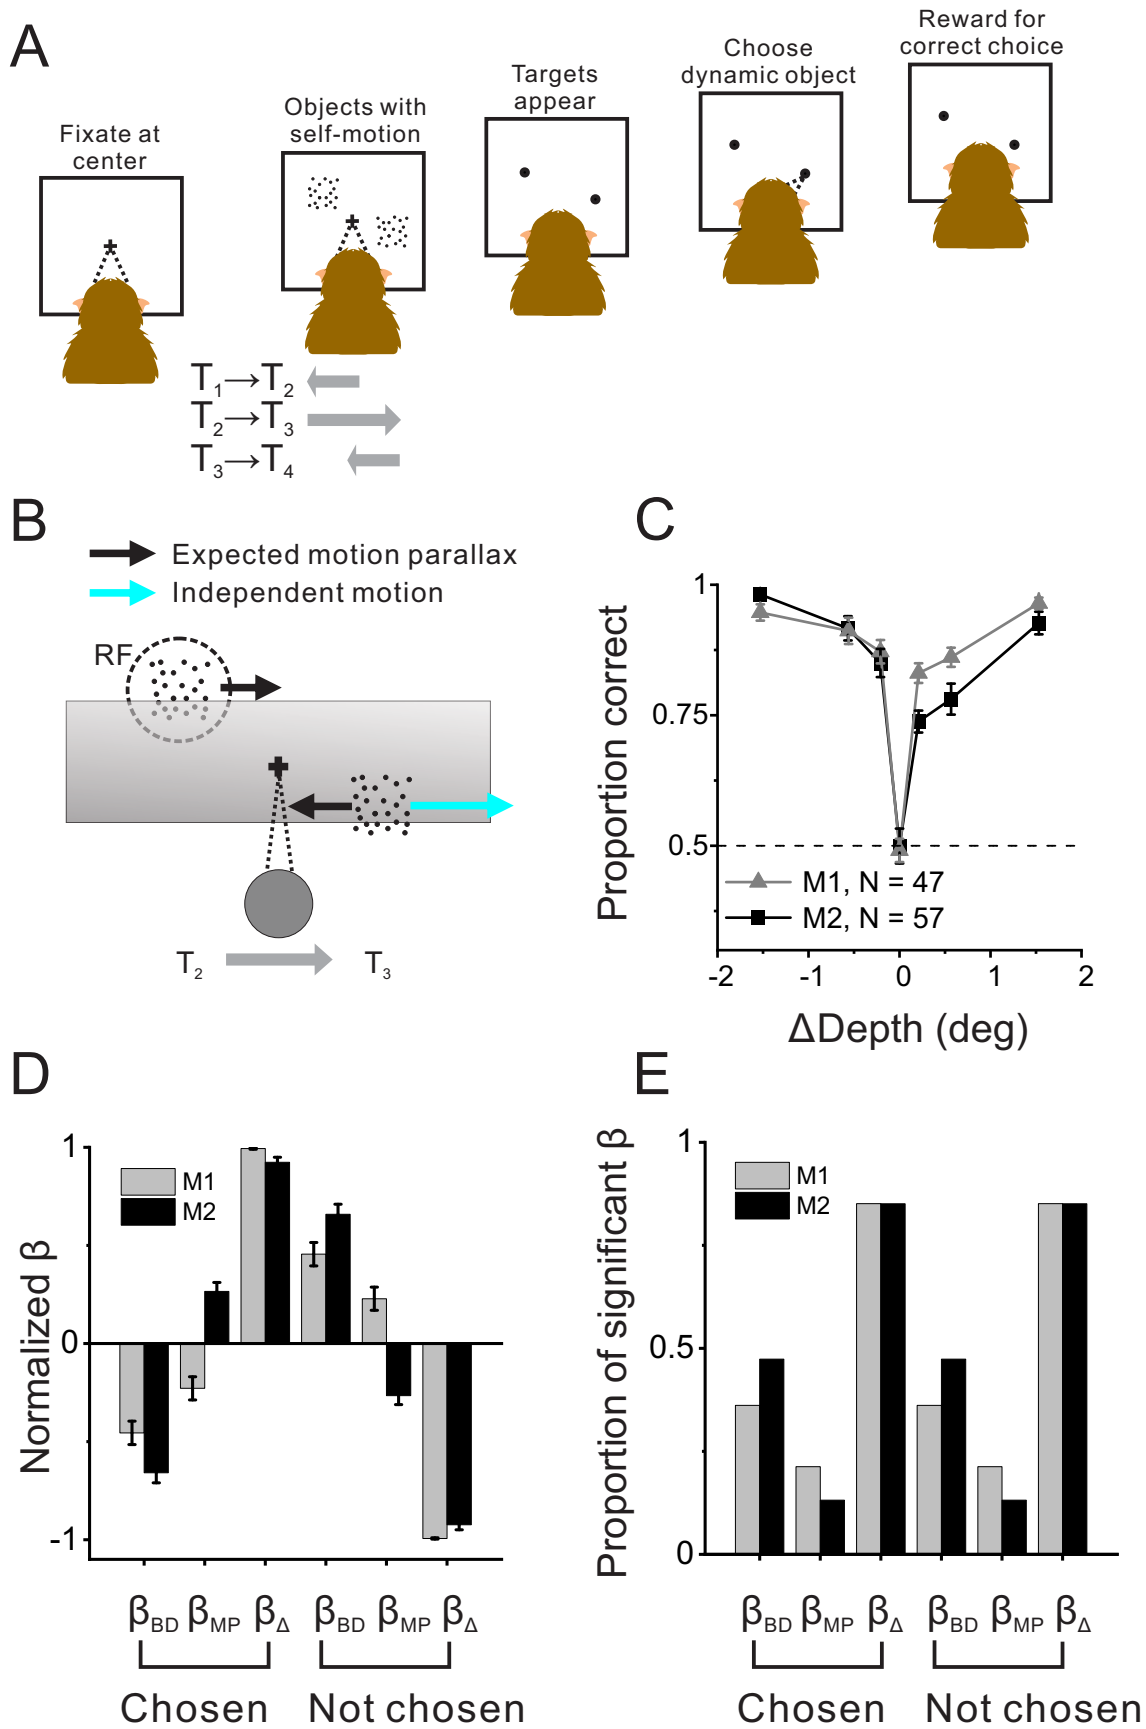 A
Fixate at
center
Objects with
self-motion
Targets
appear
Choose
dynamic object
Reward for
correct choice
T1→T2
T2→T3
T3→T4
B
Expected motion parallax
Independent motion
RF
T2 T3
C
Proportion correct
1
0.75
0.5
M1, N = 47
M2, N = 57
-2 -1 0 1 2
ΔDepth (deg)
D
Normalized β
1
0
-1
M1
M2
βBD βMP βΔ βBD βMP βΔ
Chosen Not chosen
E
Proportion of significant β
1
0.5
0
M1
M2
βBD βMP βΔ βBD βMP βΔ
Chosen Not chosen